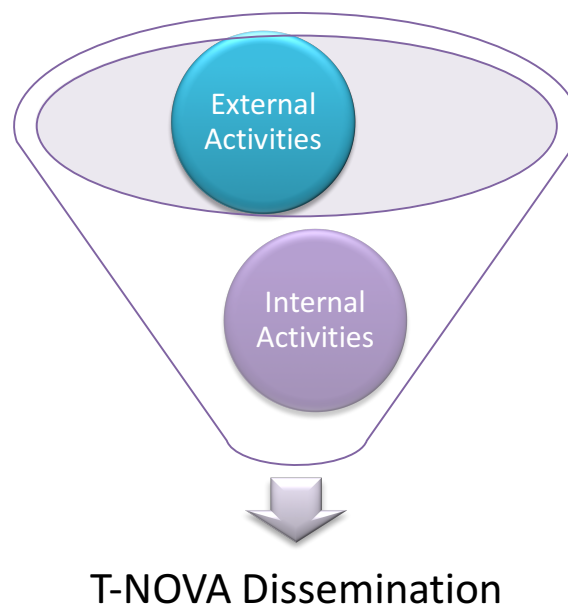 External
Activities
Internal
Activities
T-NOVA Dissemination